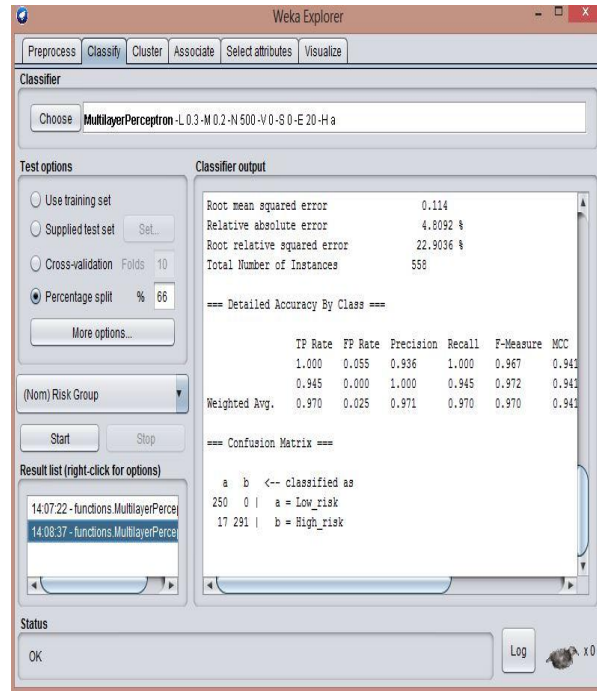 Weka Explorer
Preprocess Classify Cluster Associate Select attributes Visualize
Classifier
Choose MultilayerPerceptron -L 0.3 -M 0.2 -N 500 -V 0 -S 0 -E 20 -H a
Test options
Use training set
Supplied test set Set...
Cross-validation Folds 10
Percentage split % 66
More options...
(Nom) Risk Group
Start Stop
Result list (right-click for options)
14:07:22 - functions.MultilayerPercep
14:08:37 - functions.MultilayerPercep
Classifier output
Root mean squared error 0.114
Relative absolute error 4.8092 %
Root relative squared error 22.9036 %
Total Number of Instances 558
=== Detailed Accuracy By Class ===
TP Rate FP Rate Precision Recall F-Measure MCC
1.000 0.055 0.936 1.000 0.967 0.941
0.945 0.000 1.000 0.945 0.972 0.941
Weighted Avg. 0.970 0.025 0.971 0.970 0.970 0.941
=== Confusion Matrix ===
a b <-- classified as
250 0 | a = Low_risk
17 291 | b = High_risk
Status
OK
Log
x 0